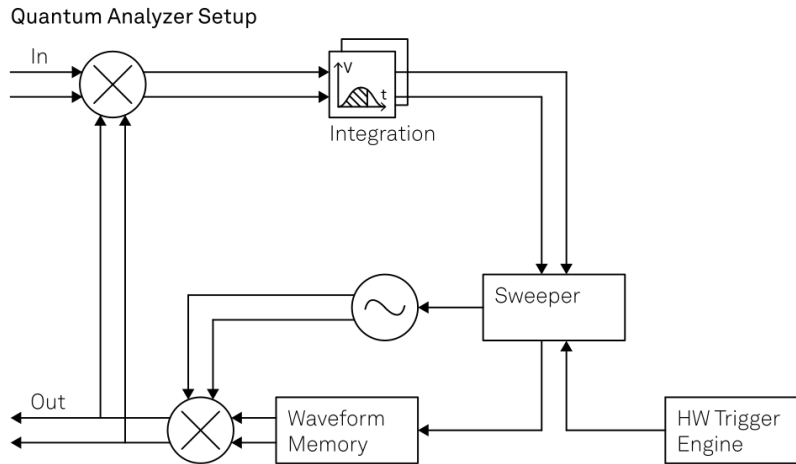 Quantum Analyzer Setup
In
V
t
Integration
Sweeper
Out
Waveform
Memory
HW Trigger
Engine